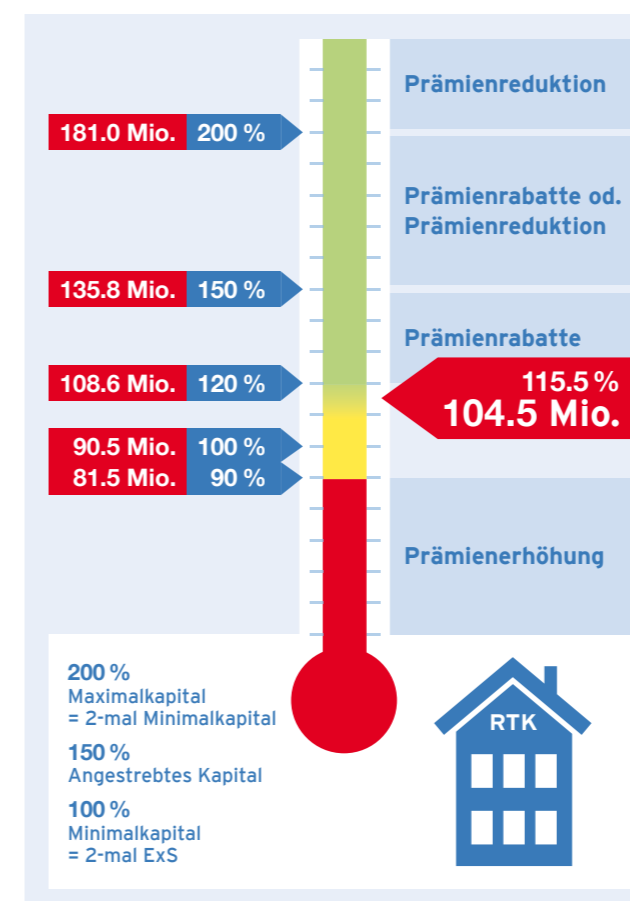 Prämienreduktion
181.0 Mio. 200 %
Prämienrabatte od.
Prämienreduktion
135.8 Mio. 150 %
Prämienrabatte
108.6 Mio. 120 %
115.5 %
104.5 Mio.
90.5 Mio. 100 %
81.5 Mio. 90 %
Prämienerhöhung
200 %
Maximalkapital
= 2-mal Minimalkapital
150 %
Angestrebtes Kapital
100 %
Minimalkapital
= 2-mal ExS
RTK